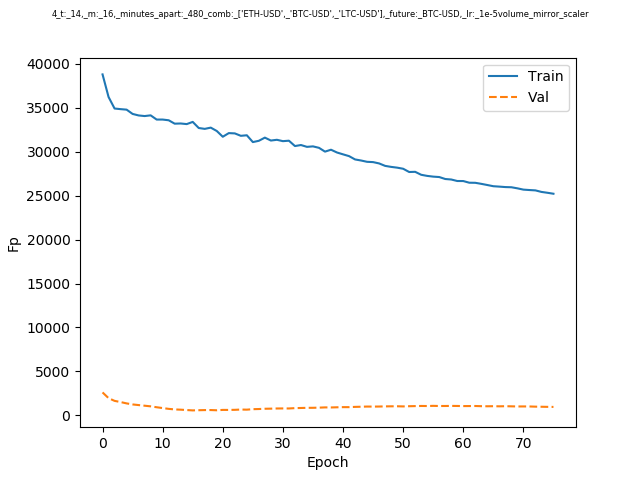 4_t:_14,_m:_16,_minutes_apart:_480_comb:_['ETH-USD',_'BTC-USD',_'LTC-USD'],_future:_BTC-USD,_lr:_1e-5volume_mirror_scaler
Train
Val
40000
35000
30000
25000
20000
15000
10000
5000
0
Fp
0 10 20 30 40 50 60 70
Epoch